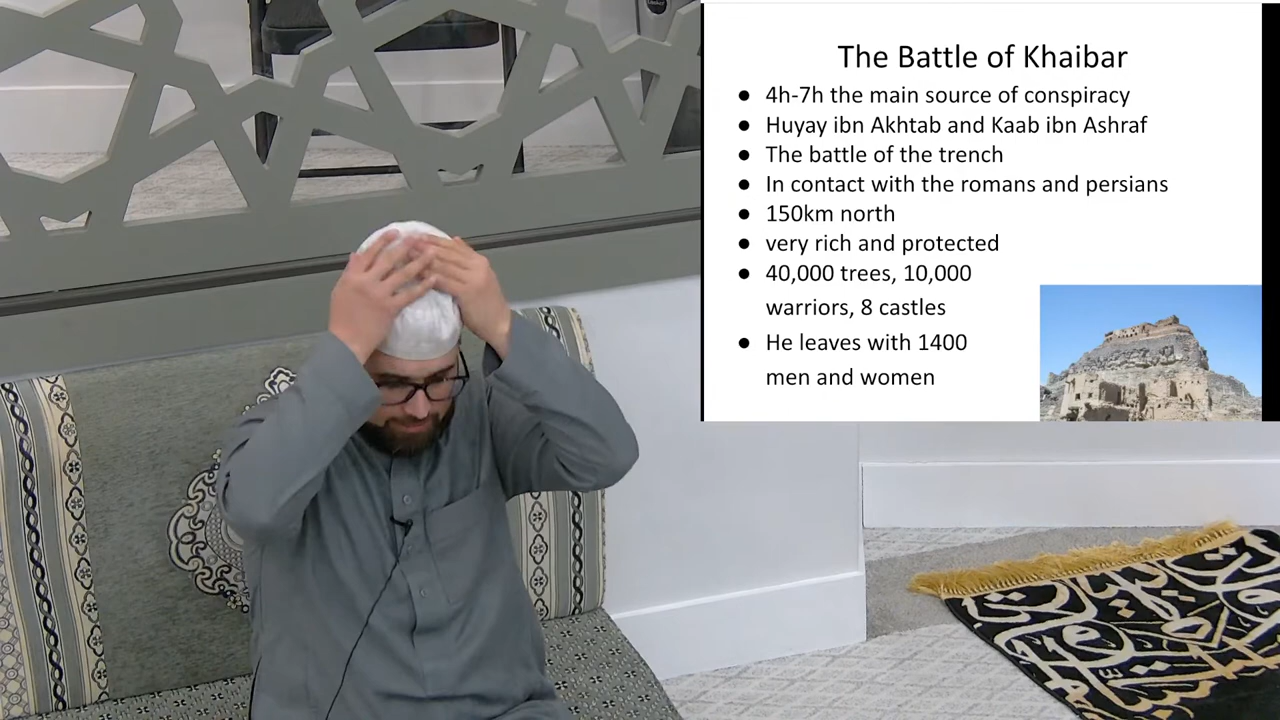 The Battle of Khaibar
● 4h-7h the main source of conspiracy
● Huyay ibn Akhtab and Kaab ibn Ashraf
● The battle of the trench
● In contact with the romans and persians
● 150km north
● very rich and protected
● 40,000 trees, 10,000
warriors, 8 castles
● He leaves with 1400
men and women